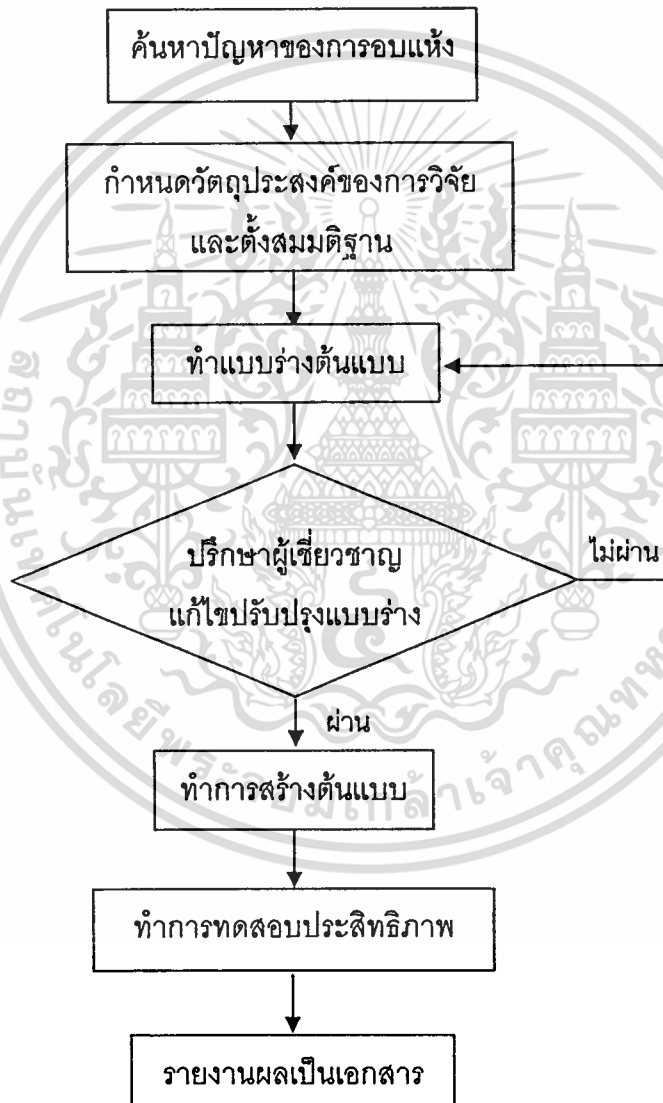 ค้นหาปัญหาของการอบแห้ง
กำหนดวัตถุประสงค์ของการวิจัย
และตั้งสมมติฐาน
ทำแบบร่างต้นแบบ
ปรึกษาผู้เชี่ยวชาญ
แก้ไขปรับปรุงแบบร่าง
ไม่ผ่าน
ผ่าน
ทำการสร้างต้นแบบ
ทำการทดสอบประสิทธิภาพ
รายงานผลเป็นเอกสาร